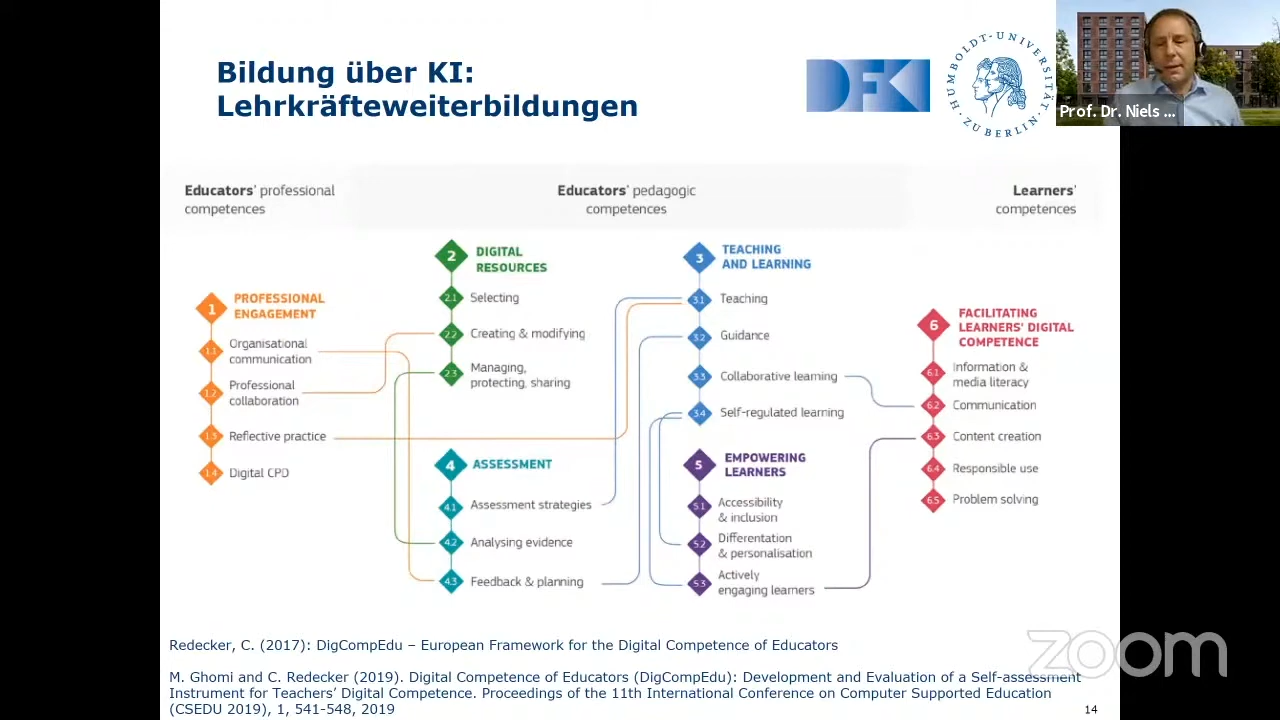 Bildung über KI:
Lehrkräfteweiterbildungen
DFKI
HUMBOLDT-UNIVERSITÄT
ZU BERLIN
Prof. Dr. Niels ...
Educators' professional
competences
Educators' pedagogic
competences
Learners'
competences
1
PROFESSIONAL
ENGAGEMENT
1.1
Organisational
communication
1.2
Professional
collaboration
1.3
Reflective practice
1.4
Digital CPD
2
DIGITAL
RESOURCES
2.1
Selecting
2.2
Creating & modifying
2.3
Managing,
protecting, sharing
4
ASSESSMENT
4.1
Assessment strategies
4.2
Analysing evidence
4.3
Feedback & planning
3
TEACHING
AND LEARNING
3.1
Teaching
3.2
Guidance
3.3
Collaborative learning
3.4
Self-regulated learning
5
EMPOWERING
LEARNERS
5.1
Accessibility
& inclusion
5.2
Differentation
& personalisation
5.3
Actively
engaging learners
6
FACILITATING
LEARNERS' DIGITAL
COMPETENCE
6.1
Information &
media literacy
6.2
Communication
6.3
Content creation
6.4
Responsible use
6.5
Problem solving
Redecker, C. (2017): DigCompEdu – European Framework for the Digital Competence of Educators
M. Ghomi and C. Redecker (2019). Digital Competence of Educators (DigCompEdu): Development and Evaluation of a Self-assessment
Instrument for Teachers' Digital Competence. Proceedings of the 11th International Conference on Computer Supported Education
(CSEDU 2019), 1, 541-548, 2019
zoom
14